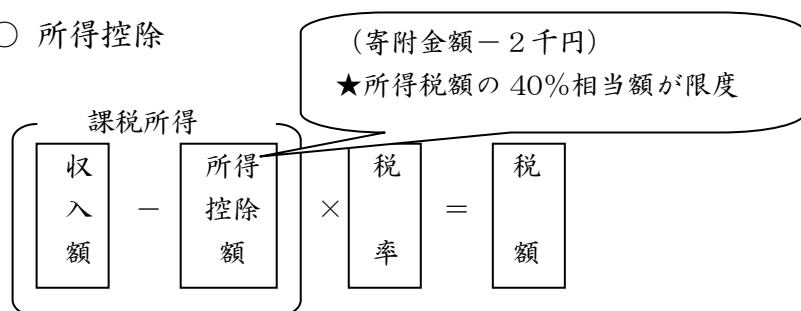 ○ 所得控除
(寄附金額－2千円)
★所得税額の 40％相当額が限度
課税所得
収入額 － 所得控除額 × 税率 ＝ 税額